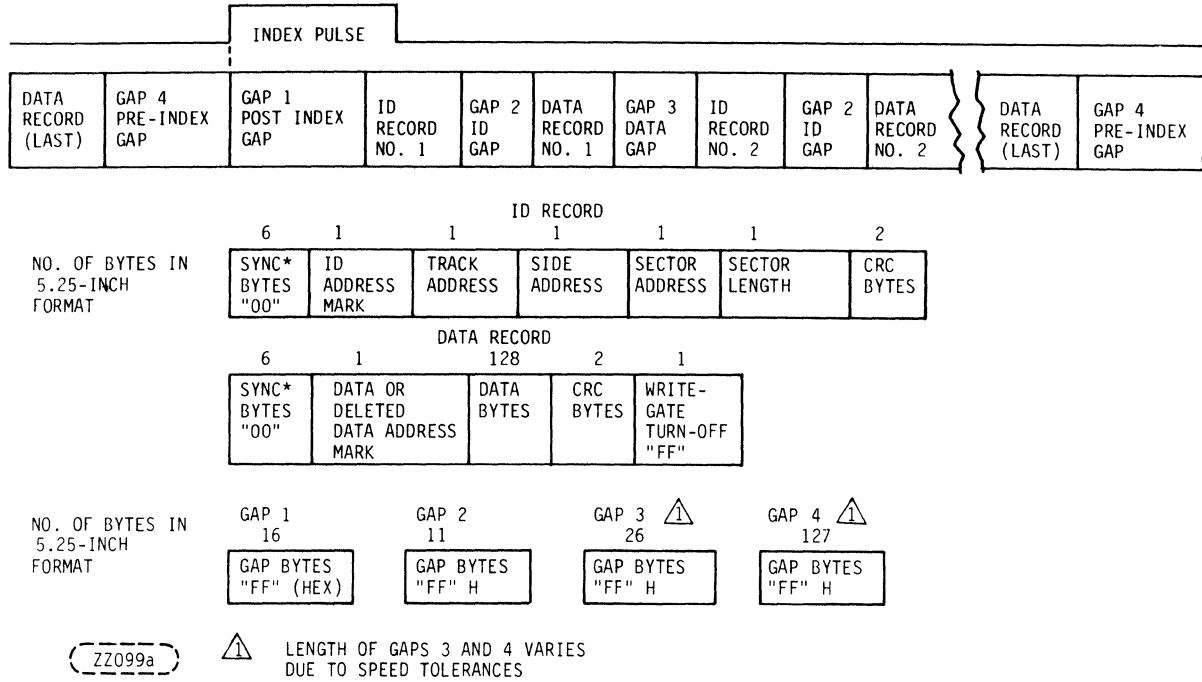 INDEX PULSE
DATA RECORD (LAST)
GAP 4 PRE-INDEX GAP
GAP 1 POST INDEX GAP
ID RECORD NO. 1
GAP 2 ID GAP
DATA RECORD NO. 1
GAP 3 DATA GAP
ID RECORD NO. 2
GAP 2 ID GAP
DATA RECORD NO. 2
DATA RECORD (LAST)
GAP 4 PRE-INDEX GAP
ID RECORD
6 1 1 1 1 1 2
NO. OF BYTES IN 5.25-INCH FORMAT
SYNC* BYTES "00"
ID ADDRESS MARK
TRACK ADDRESS
SIDE ADDRESS
SECTOR ADDRESS
SECTOR LENGTH
CRC BYTES
DATA RECORD
6 1 128 2 1
SYNC* BYTES "00"
DATA OR DELETED DATA ADDRESS MARK
DATA BYTES
CRC BYTES
WRITE-GATE TURN-OFF "FF"
NO. OF BYTES IN 5.25-INCH FORMAT
GAP 1
16
GAP BYTES "FF" (HEX)
GAP 2
11
GAP BYTES "FF" H
GAP 3 1
26
GAP BYTES "FF" H
GAP 4 1
127
GAP BYTES "FF" H
ZZ099a
1 LENGTH OF GAPS 3 AND 4 VARIES
DUE TO SPEED TOLERANCES